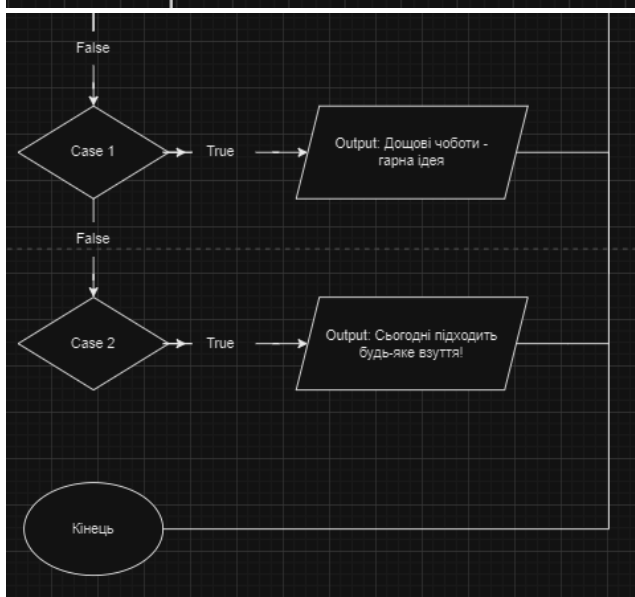 False
Case 1
True
Output: Дощові чоботи -
гарна ідея
False
Case 2
True
Output: Сьогодні підходить
будь-яке взуття!
Кінець